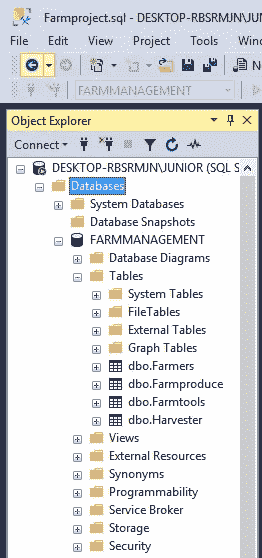 Farmproject.sql - DESKTOP-RBSRMJN\JUN
File Edit View Project Tools Window
FARMMANAGEMENT
Object Explorer
Connect
DESKTOP-RBSRMJN\JUNIOR (SQL S
Databases
System Databases
Database Snapshots
FARMMANAGEMENT
Database Diagrams
Tables
System Tables
FileTables
External Tables
Graph Tables
dbo.Farmers
dbo.Farmproduce
dbo.Farmtools
dbo.Harvester
Views
External Resources
Synonyms
Programmability
Service Broker
Storage
Security